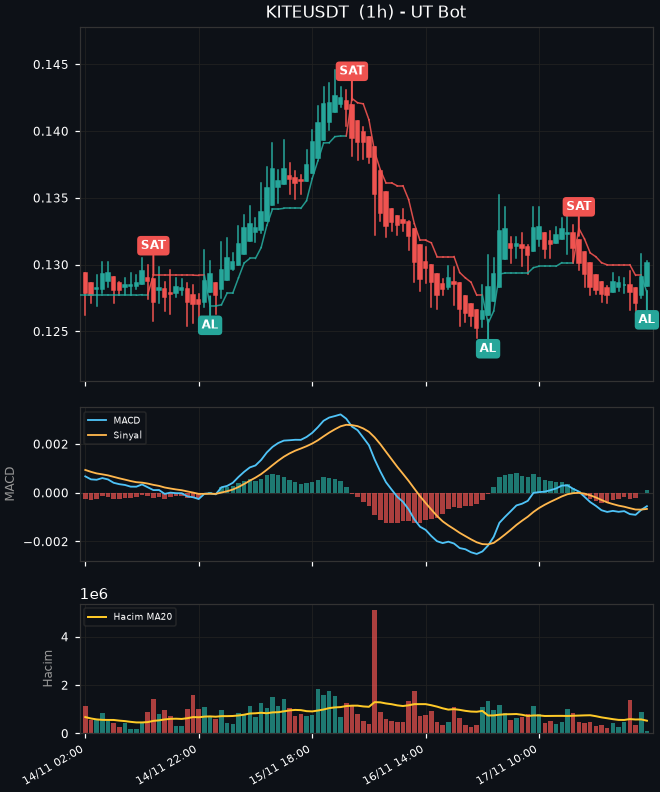 KITEUSDT (1h) - UT Bot
0.145
0.140
0.135
0.130
0.125
SAT
SAT
SAT
AL
AL
AL
MACD
Sinyal
MACD
0.002
0.000
−0.002
1e6
Hacim MA20
Hacim
4
2
0
14/11 02:00
14/11 22:00
15/11 18:00
16/11 14:00
17/11 10:00